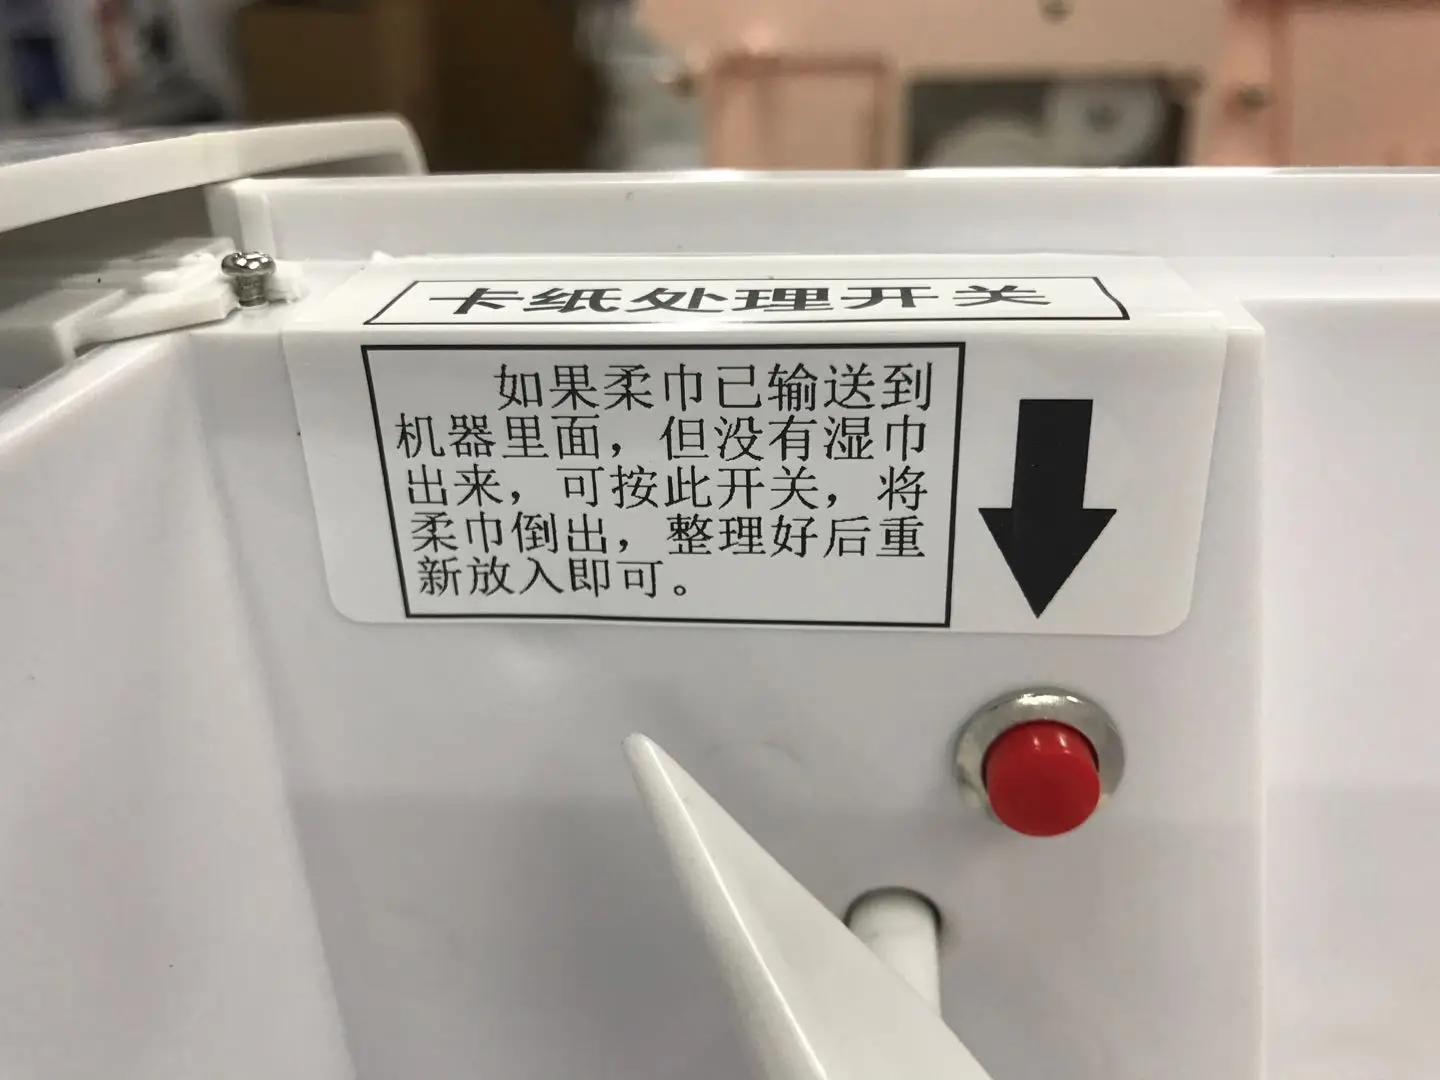 卡纸处理开关
如果柔巾已输送到
机器里面，但没有湿巾
出来，可按此开关，将
柔巾倒出，整理好后重
新放入即可。